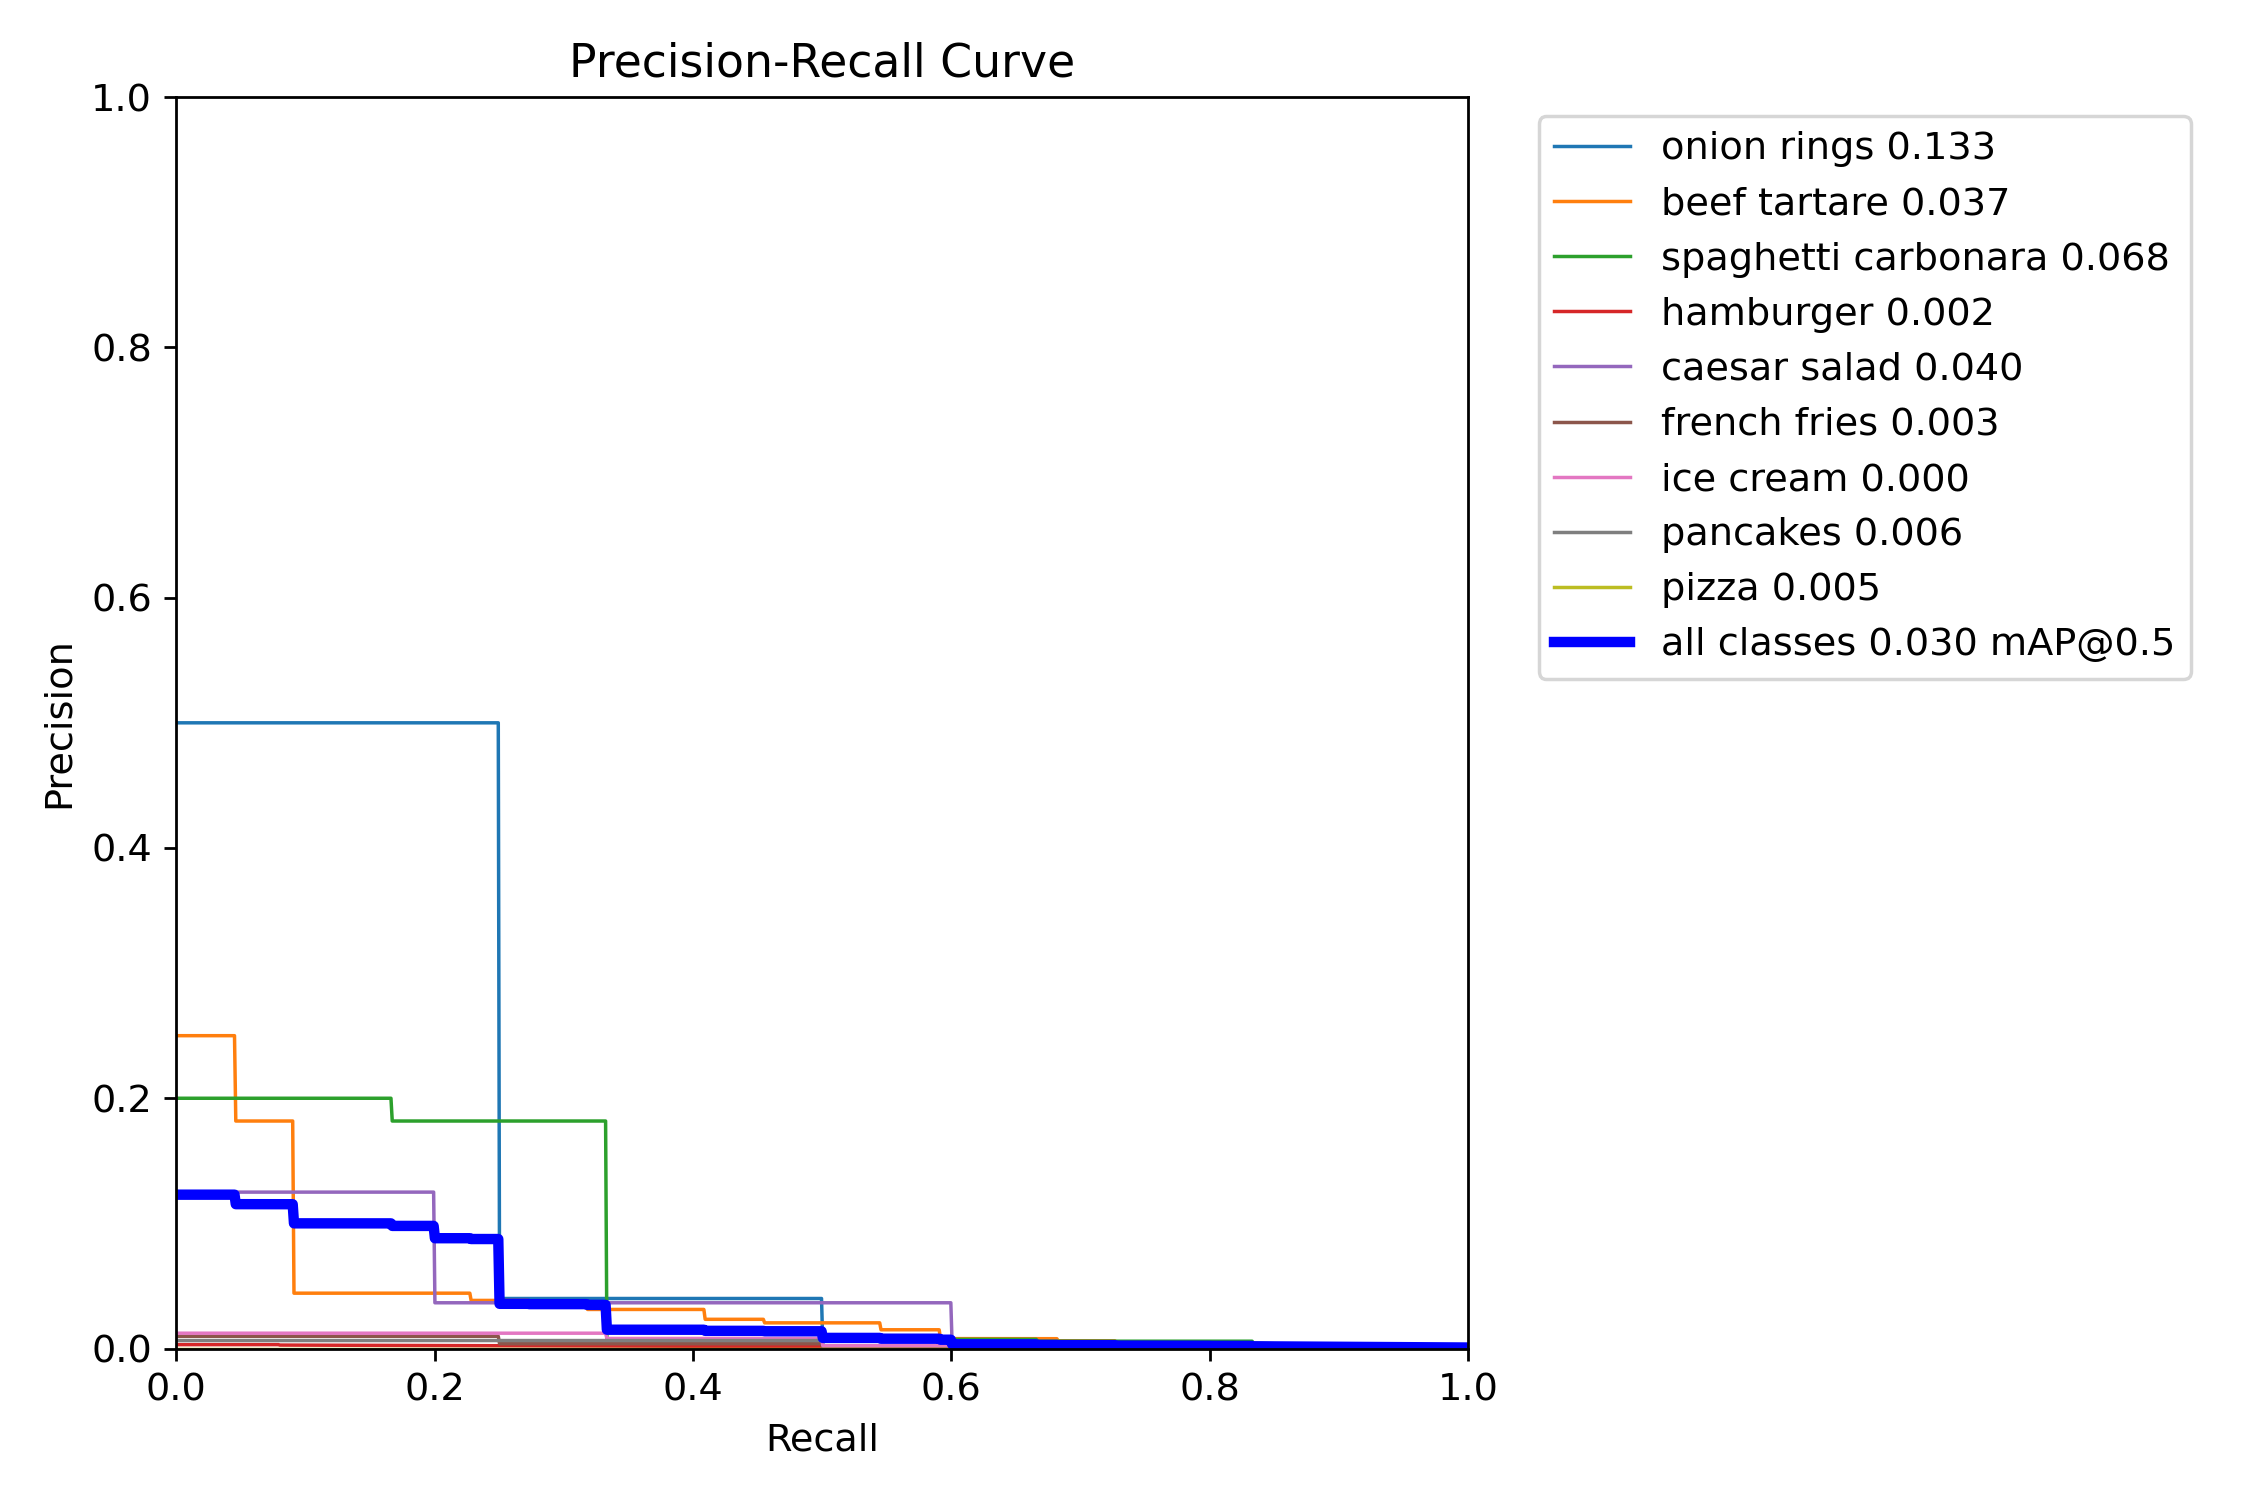 Precision-Recall Curve
1.0
0.8
0.6
0.4
0.2
0.0
Precision
0.0 0.2 0.4 0.6 0.8 1.0
Recall
onion rings 0.133
beef tartare 0.037
spaghetti carbonara 0.068
hamburger 0.002
caesar salad 0.040
french fries 0.003
ice cream 0.000
pancakes 0.006
pizza 0.005
all classes 0.030 mAP@0.5